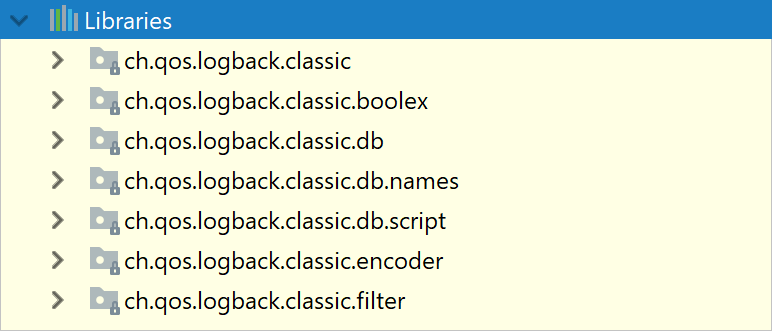 Libraries
ch.qos.logback.classic
ch.qos.logback.classic.boolex
ch.qos.logback.classic.db
ch.qos.logback.classic.db.names
ch.qos.logback.classic.db.script
ch.qos.logback.classic.encoder
ch.qos.logback.classic.filter